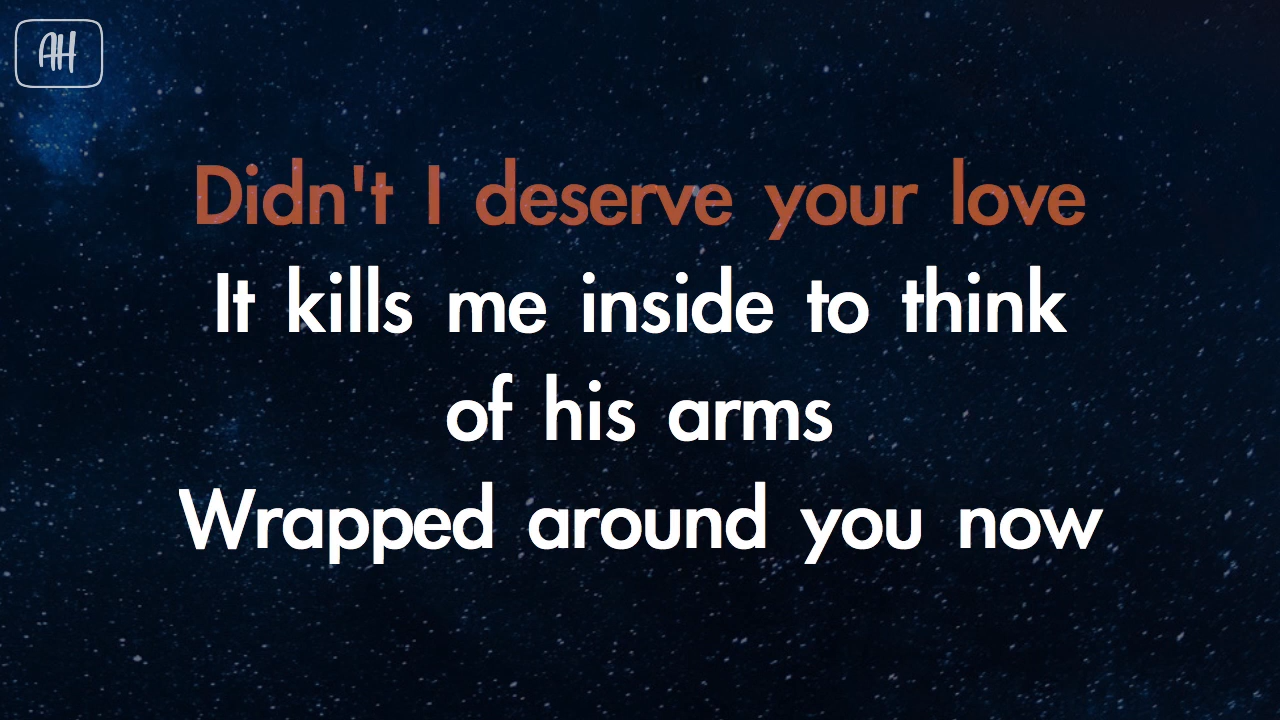 AH
Didn't I deserve your love
It kills me inside to think
of his arms
Wrapped around you now